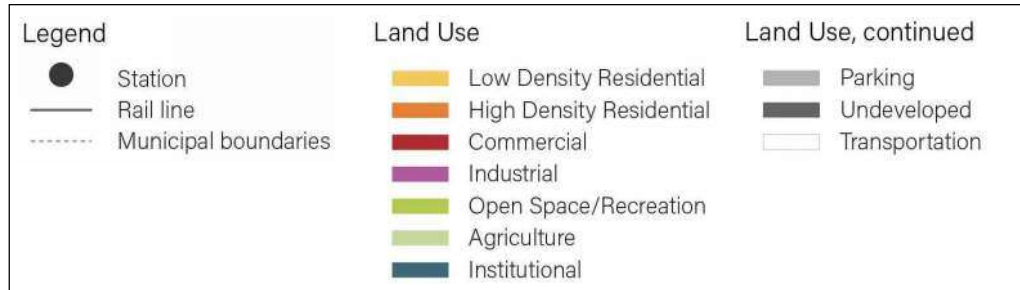 Legend
Station
Rail line
Municipal boundaries
Land Use
Low Density Residential
High Density Residential
Commercial
Industrial
Open Space/Recreation
Agriculture
Institutional
Land Use, continued
Parking
Undeveloped
Transportation